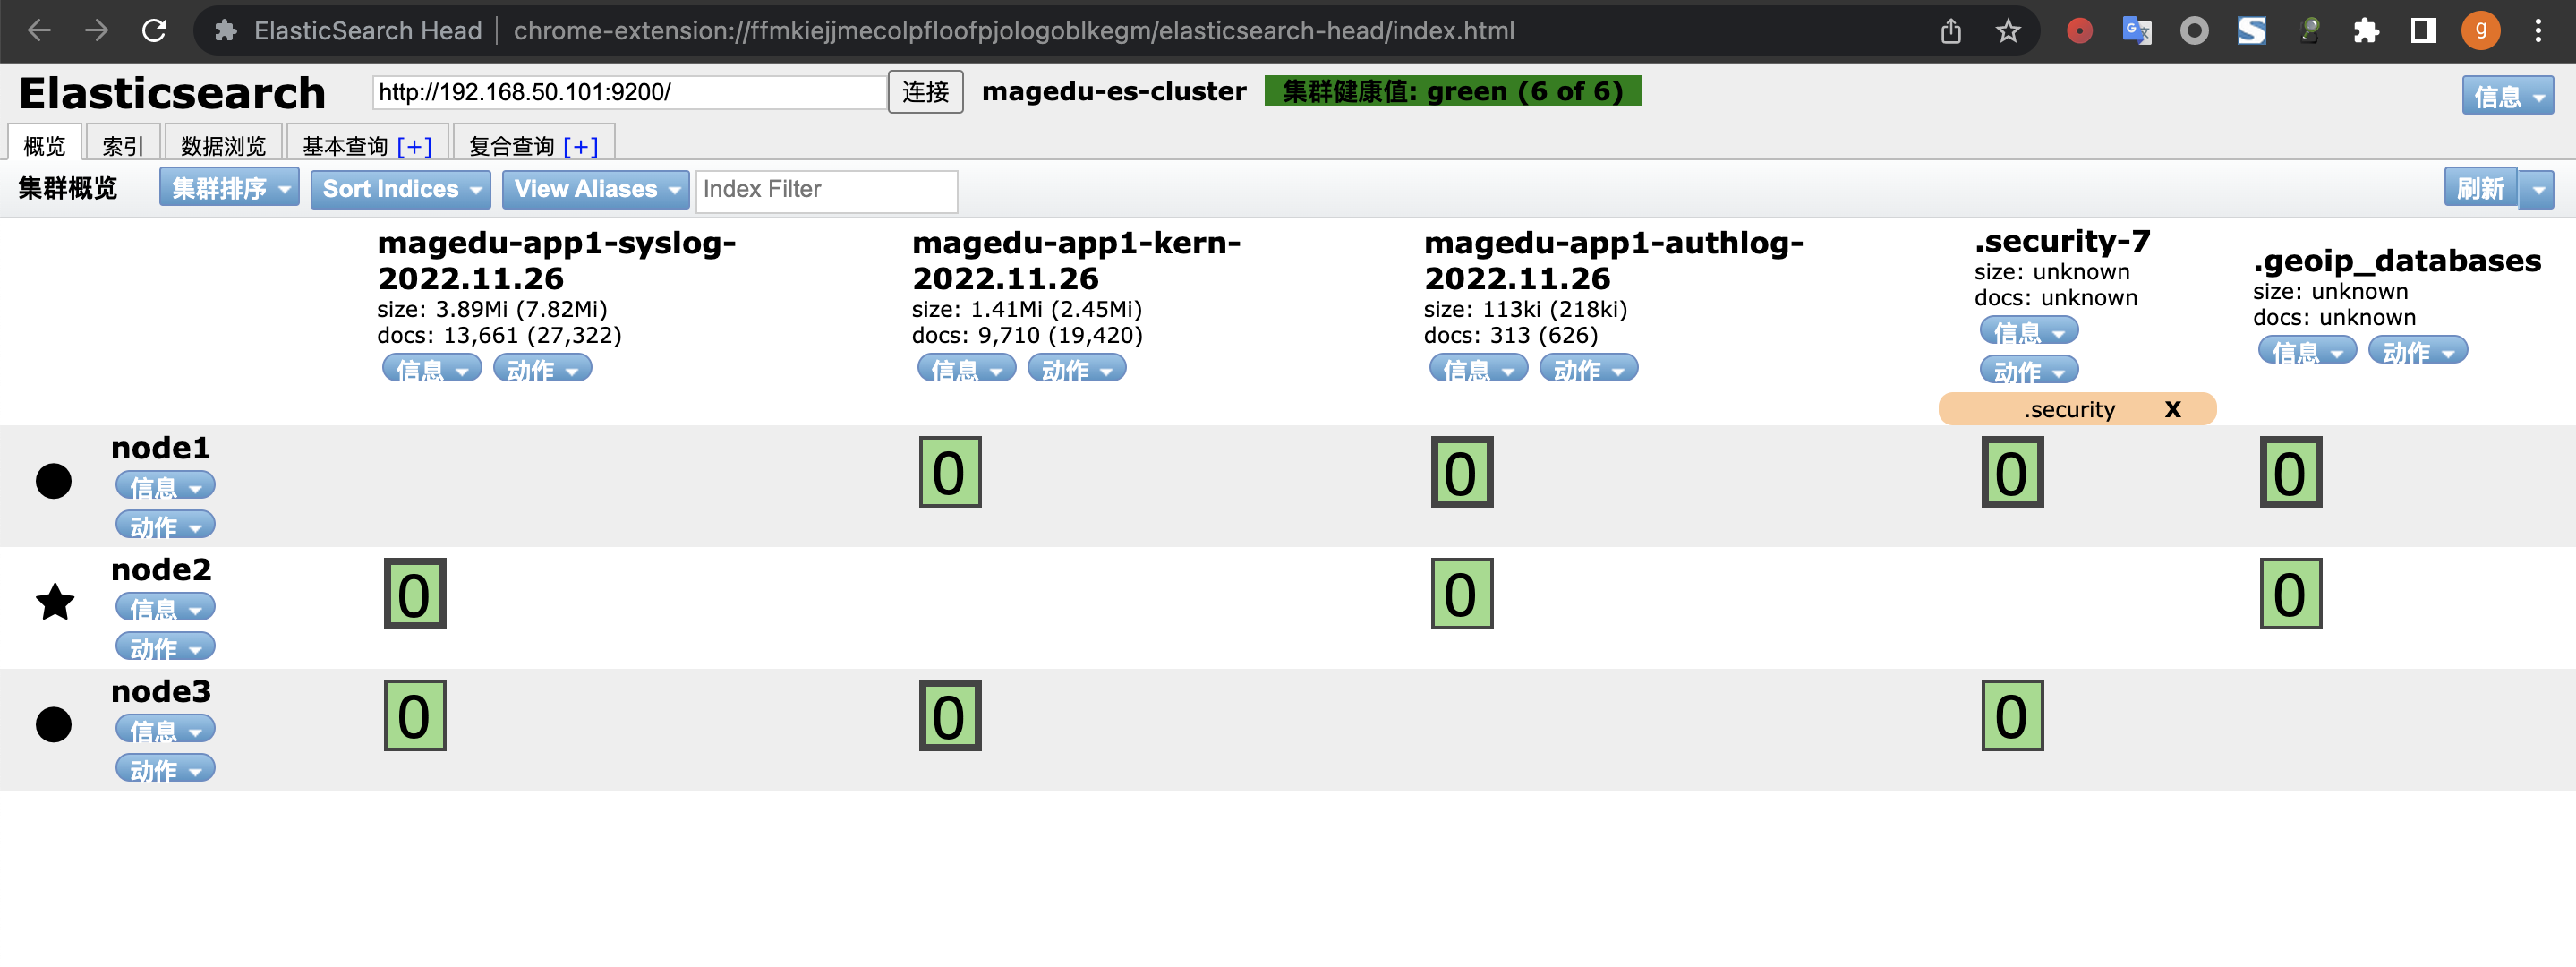 ElasticSearch Head | chrome-extension://ffmkiejjmecolpfloofpjologoblkegm/elasticsearch-head/index.html
g
Elasticsearch
http://192.168.50.101:9200/
连接
magedu-es-cluster
集群健康值: green (6 of 6)
信息
概览
索引
数据浏览
基本查询 [+]
复合查询 [+]
集群概览
集群排序
Sort Indices
View Aliases
Index Filter
刷新
magedu-app1-syslog-
2022.11.26
size: 3.89Mi (7.82Mi)
docs: 13,661 (27,322)
信息 动作
magedu-app1-kern-
2022.11.26
size: 1.41Mi (2.45Mi)
docs: 9,710 (19,420)
信息 动作
magedu-app1-authlog-
2022.11.26
size: 113ki (218ki)
docs: 313 (626)
信息 动作
.security-7
size: unknown
docs: unknown
信息
动作
.security X
.geoip_databases
size: unknown
docs: unknown
信息 动作
node1
信息
动作
0 0 0 0
node2
信息
动作
0 0 0
node3
信息
动作
0 0 0